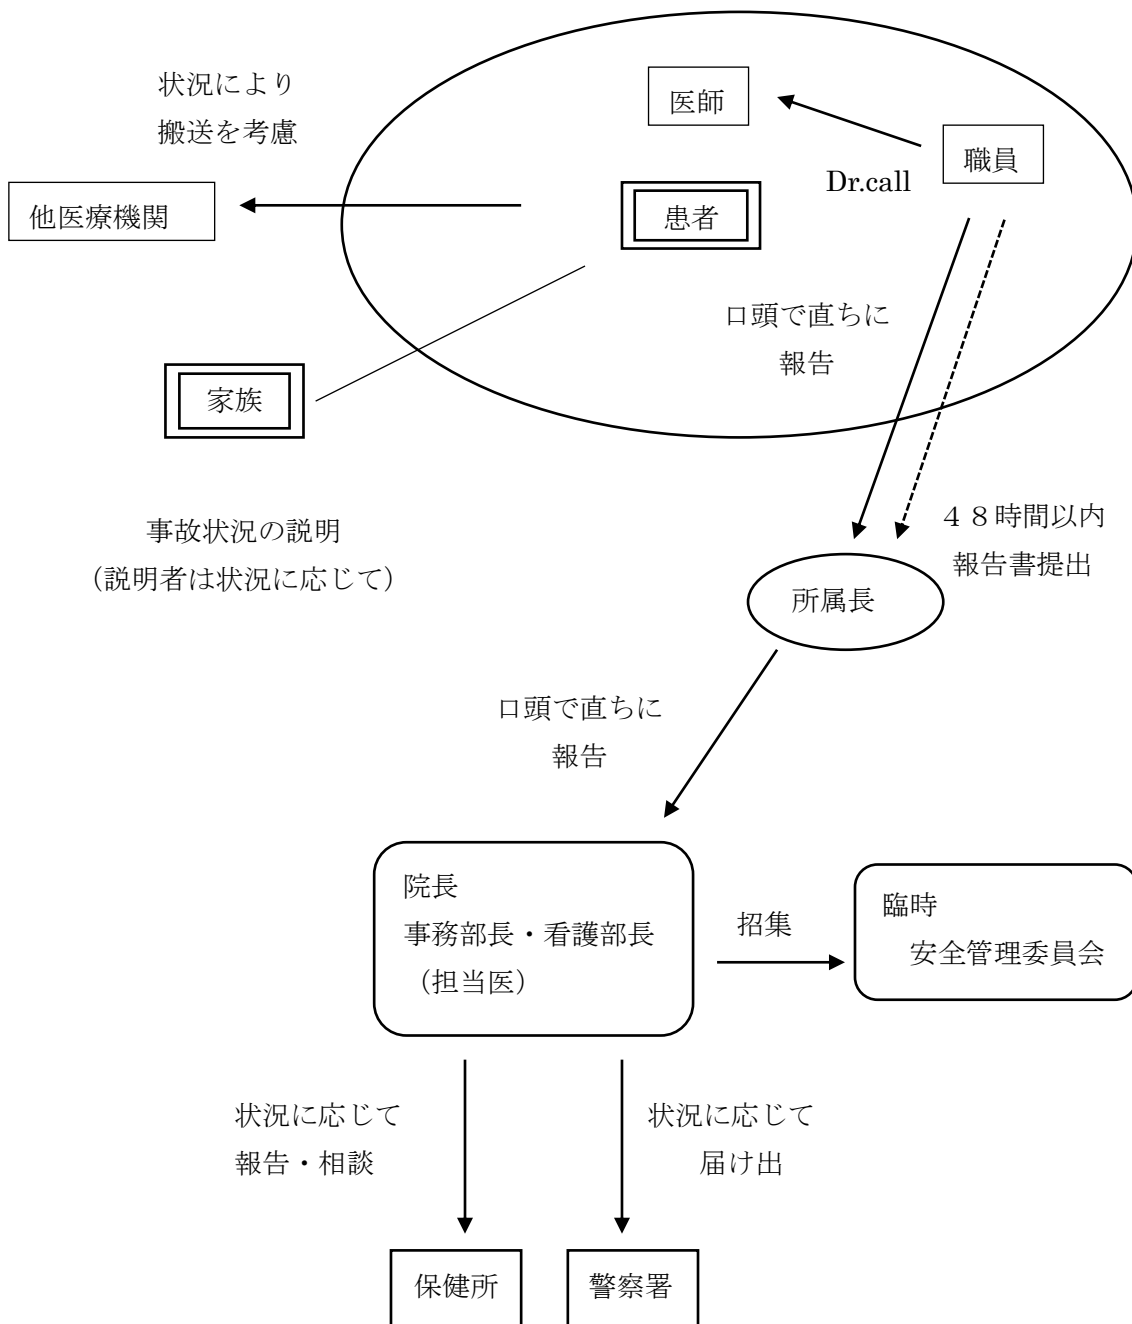 状況により
搬送を考慮
医師
職員
Dr.call
他医療機関
患者
口頭で直ちに
報告
家族
事故状況の説明
(説明者は状況に応じて)
４８時間以内
報告書提出
所属長
口頭で直ちに
報告
院長
事務部長・看護部長
(担当医)
招集
臨時
安全管理委員会
状況に応じて
報告・相談
状況に応じて
届け出
保健所
警察署